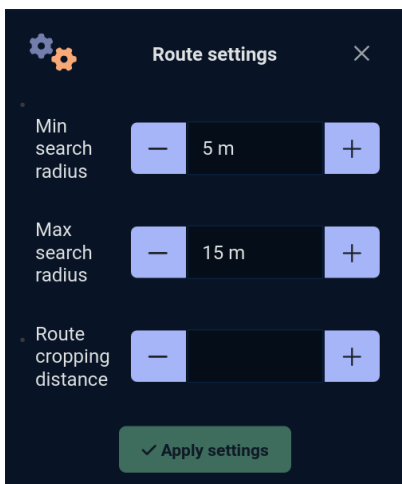 Route settings
Min
search
radius
5 m
Max
search
radius
15 m
Route
cropping
distance
Apply settings